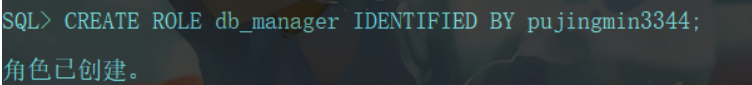 SQL> CREATE ROLE db_manager IDENTIFIED BY pujingmin3344;
角色已创建。